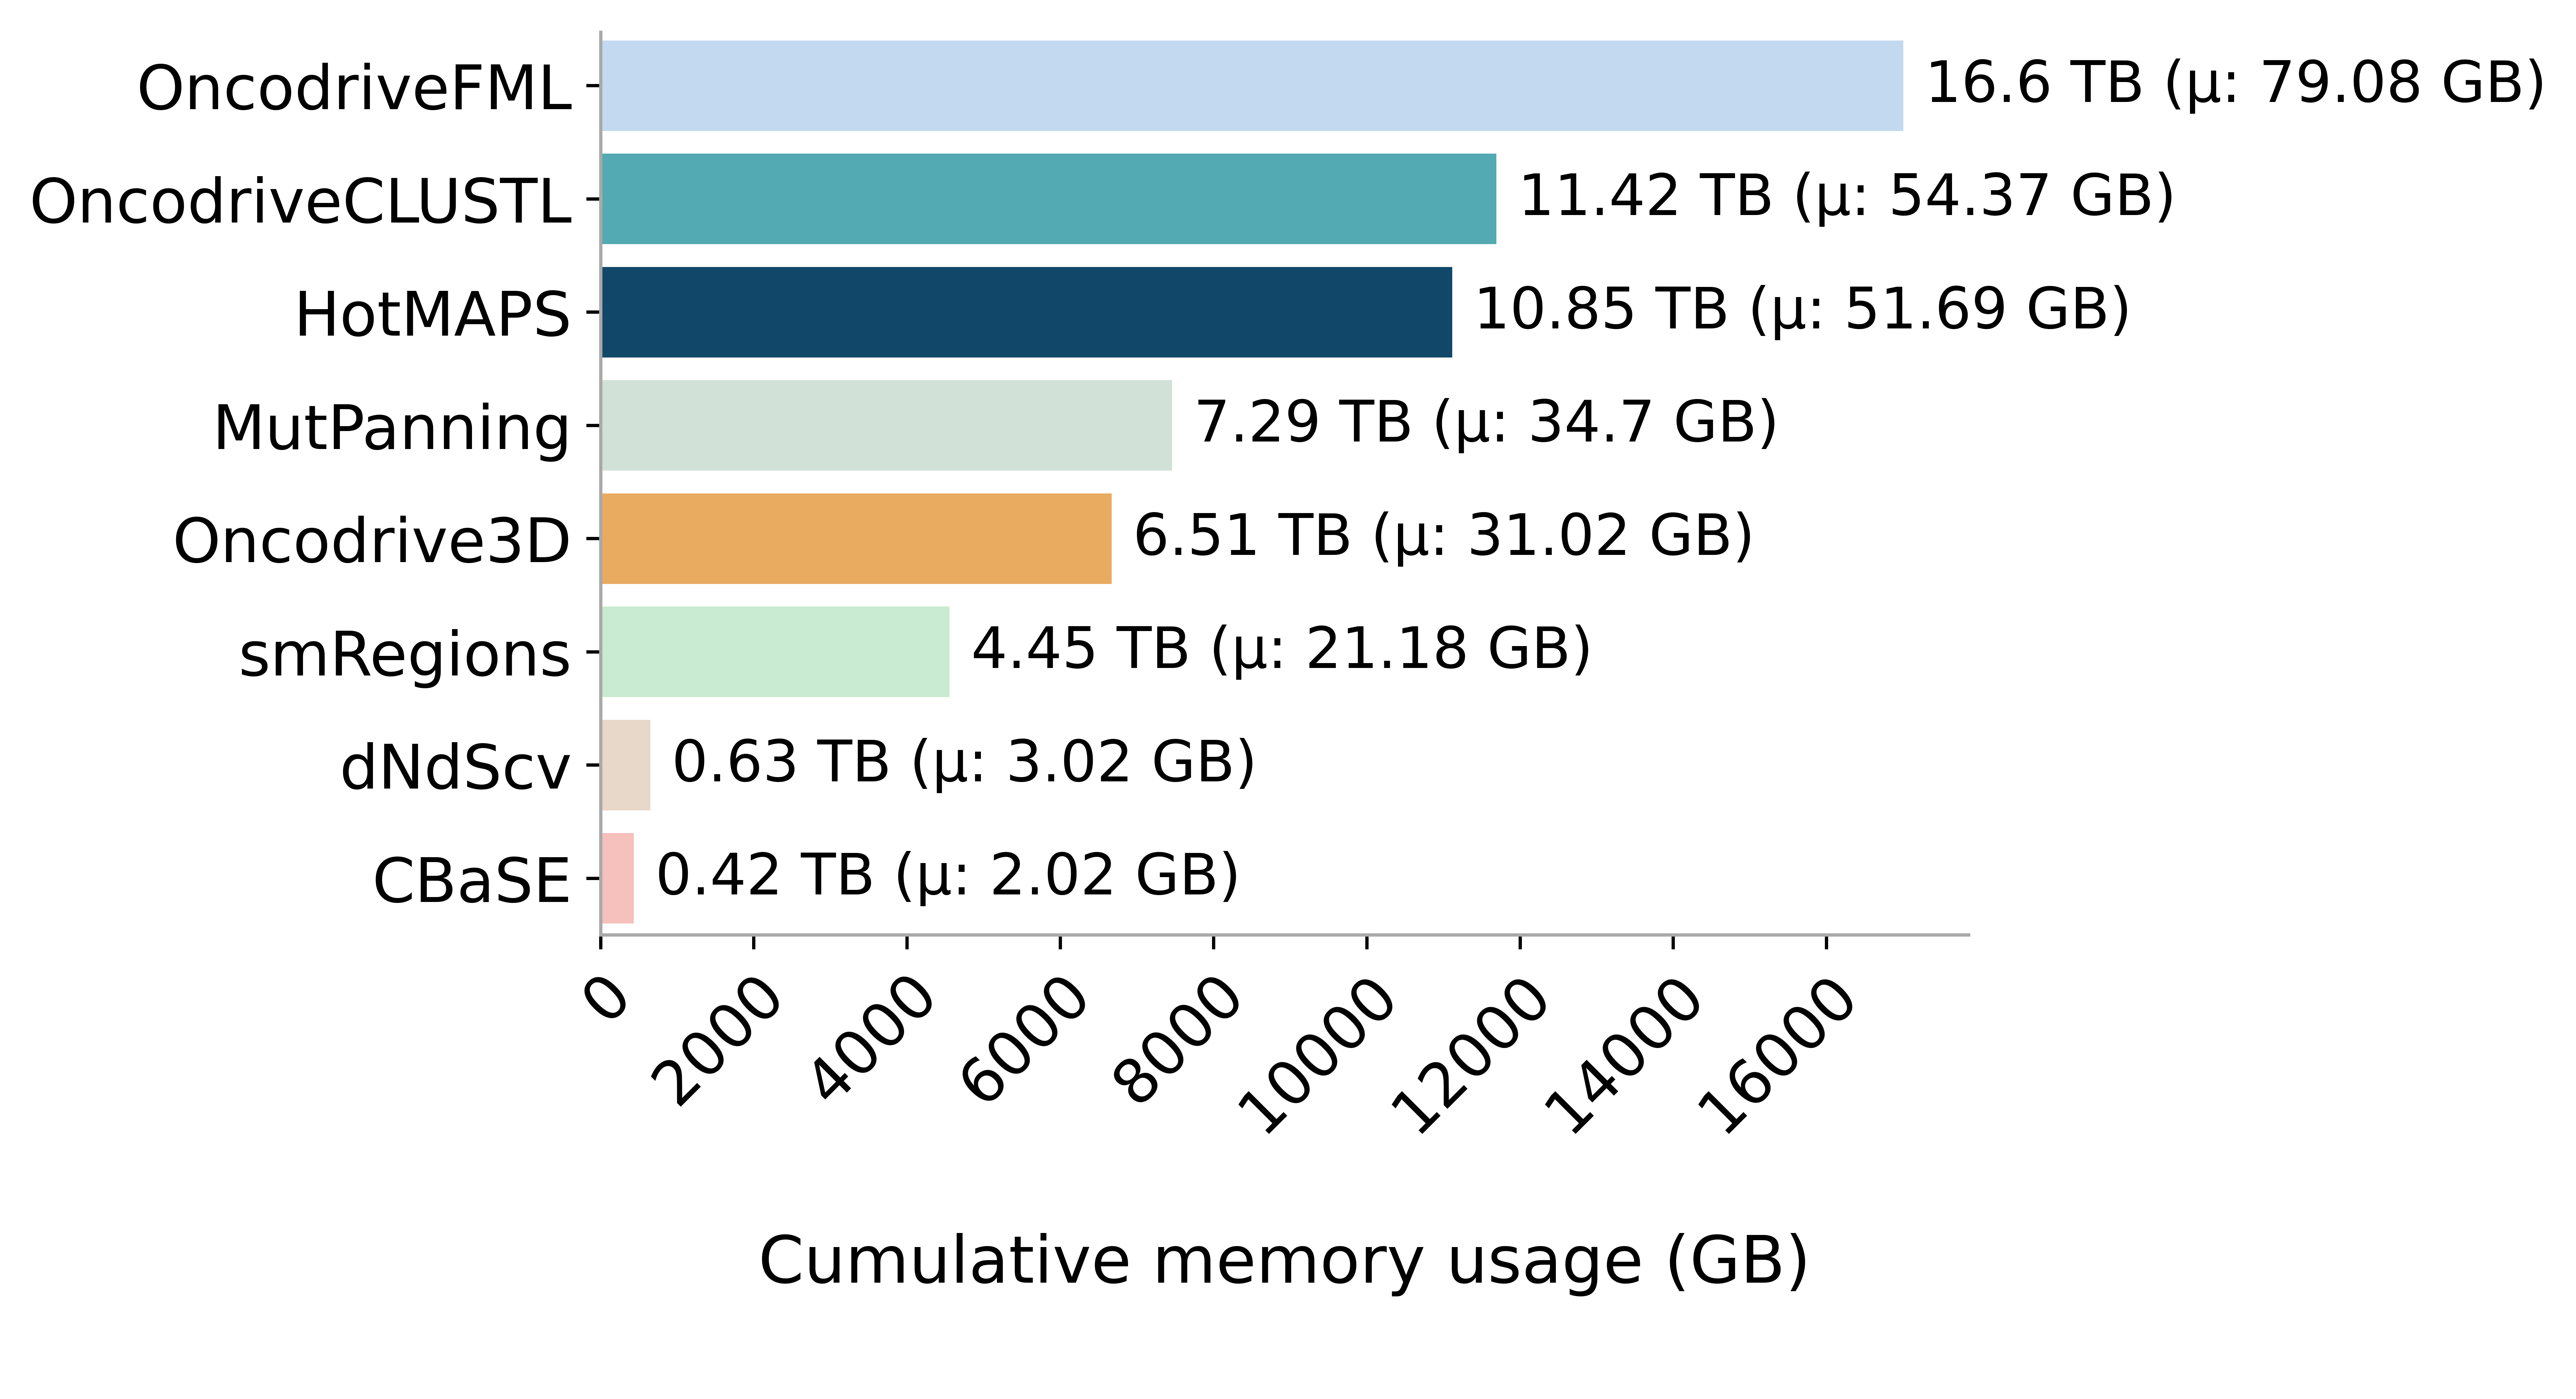 OncodriveFML 16.6 TB (μ: 79.08 GB)
OncodriveCLUSTL 11.42 TB (μ: 54.37 GB)
HotMAPS 10.85 TB (μ: 51.69 GB)
MutPanning 7.29 TB (μ: 34.7 GB)
Oncodrive3D 6.51 TB (μ: 31.02 GB)
smRegions 4.45 TB (μ: 21.18 GB)
dNdScv 0.63 TB (μ: 3.02 GB)
CBaSE 0.42 TB (μ: 2.02 GB)
0 2000 4000 6000 8000 10000 12000 14000 16000
Cumulative memory usage (GB)